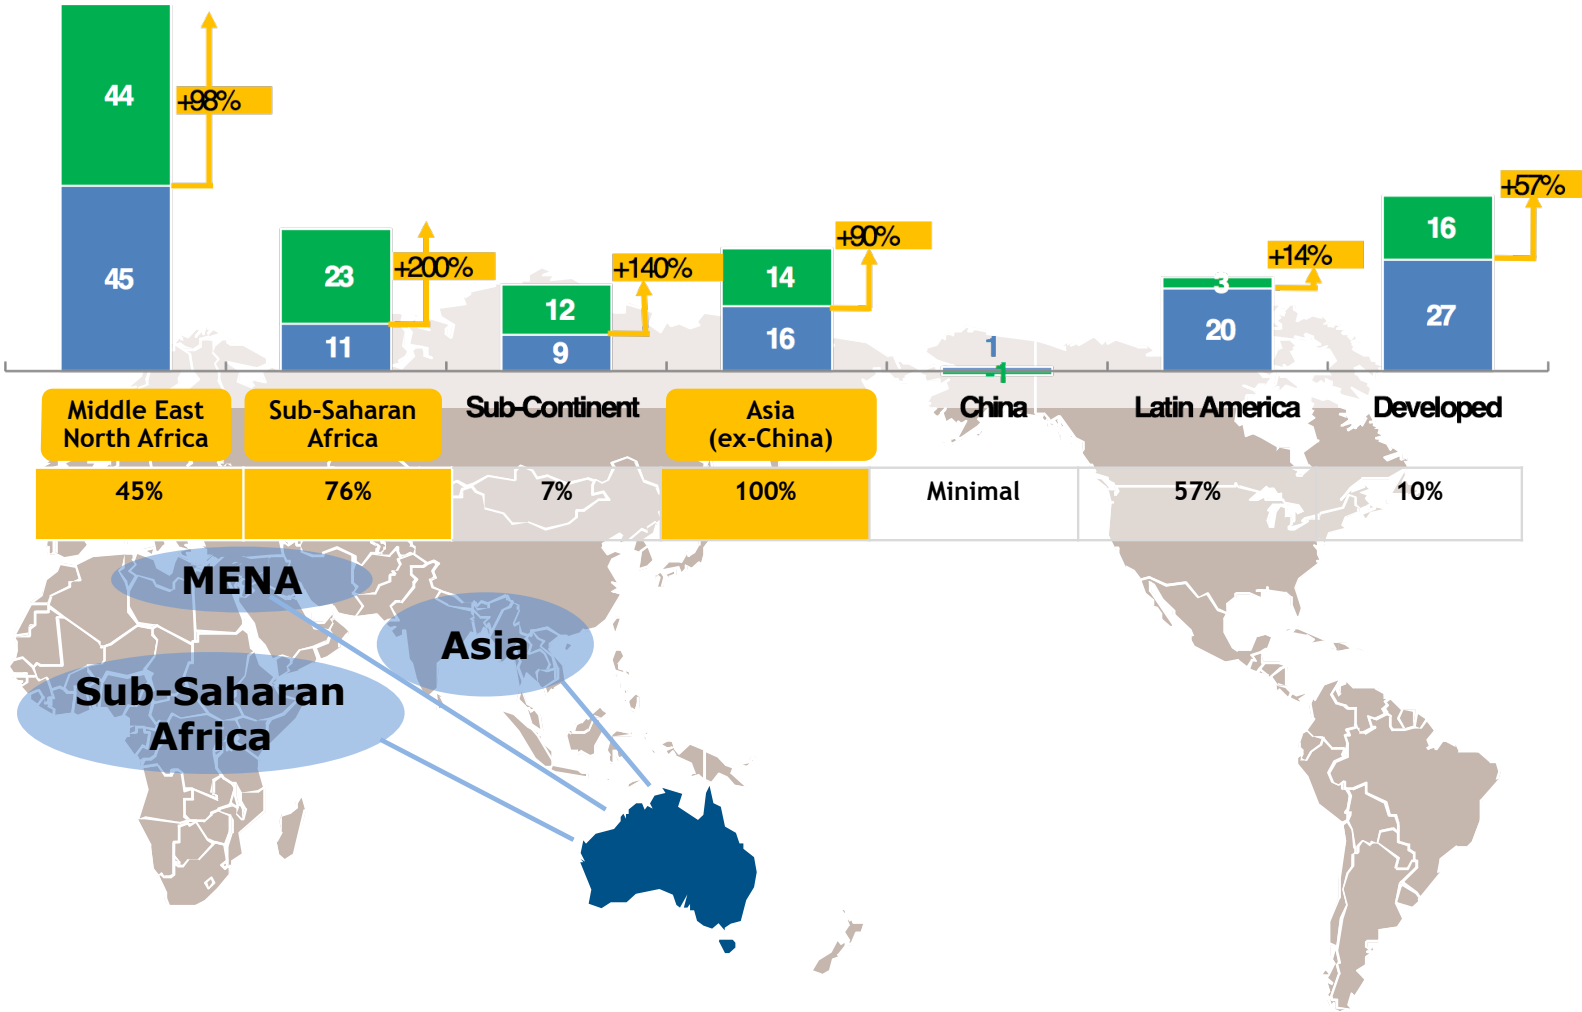 44
+98%
45
23
+200%
11
+140%
12
9
+90%
14
16
1
-1
+14%
3
20
+57%
16
27
Middle East
North Africa
Sub-Saharan
Africa
Sub-Continent
Asia
(ex-China)
China
Latin America
Developed
45%
76%
7%
100%
Minimal
57%
10%
MENA
Asia
Sub-Saharan
Africa